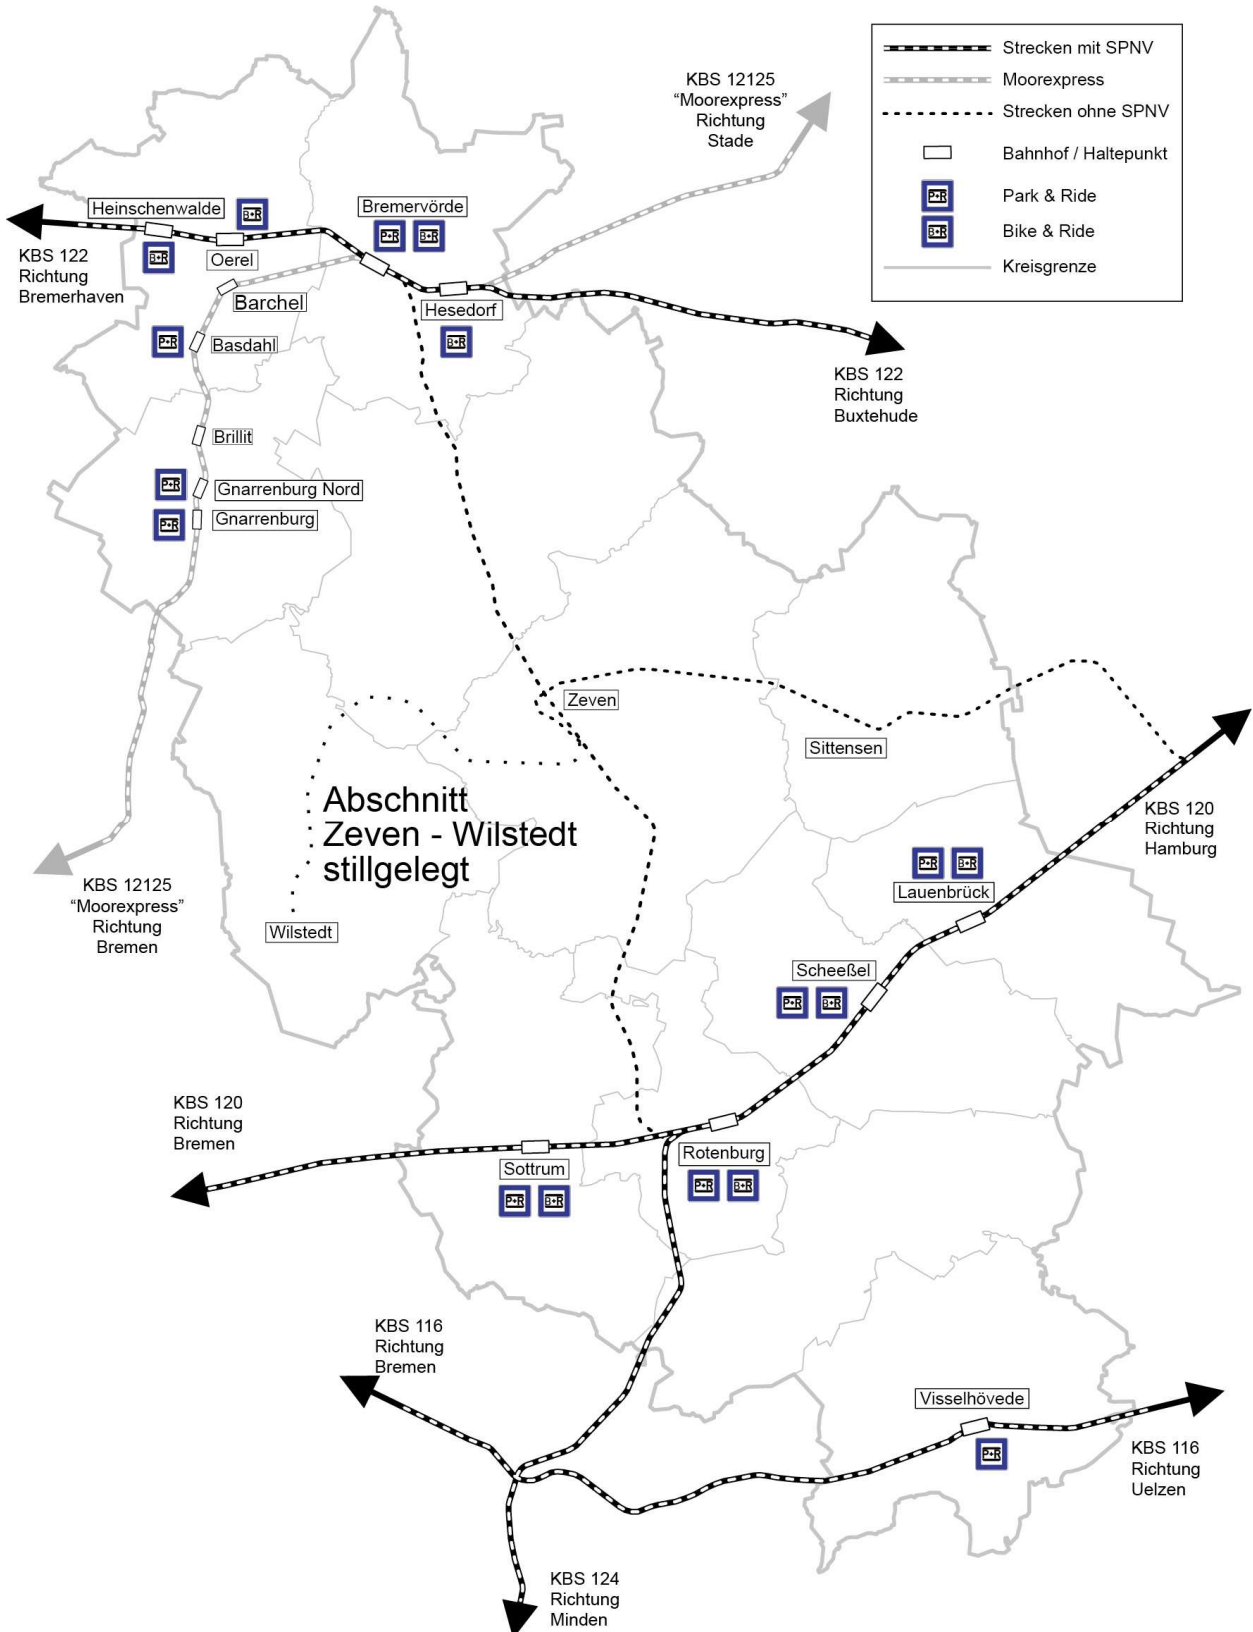 KBS 12125
“Moorexpress”
Richtung
Stade
Strecken mit SPNV
Moorexpress
Strecken ohne SPNV
Bahnhof / Haltepunkt
P+R
Park & Ride
B+R
Bike & Ride
Kreisgrenze
Heinschenwalde
B+R
Bremervörde
P+R
B+R
KBS 122
Richtung
Bremerhaven
B+R
Oerel
Barchel
Hesedorf
B+R
P+R
Basdahl
KBS 122
Richtung
Buxtehude
Brillit
P+R
Gnarrenburg Nord
P+R
Gnarrenburg
Zeven
Sittensen
Abschnitt
Zeven - Wilstedt
stillgelegt
KBS 120
Richtung
Hamburg
P+R
B+R
Lauenbrück
KBS 12125
“Moorexpress”
Richtung
Bremen
Wilstedt
Scheeßel
P+R
B+R
KBS 120
Richtung
Bremen
Sottrum
P+R
B+R
Rotenburg
P+R
B+R
KBS 116
Richtung
Bremen
Visselhövede
P+R
KBS 116
Richtung
Uelzen
KBS 124
Richtung
Minden